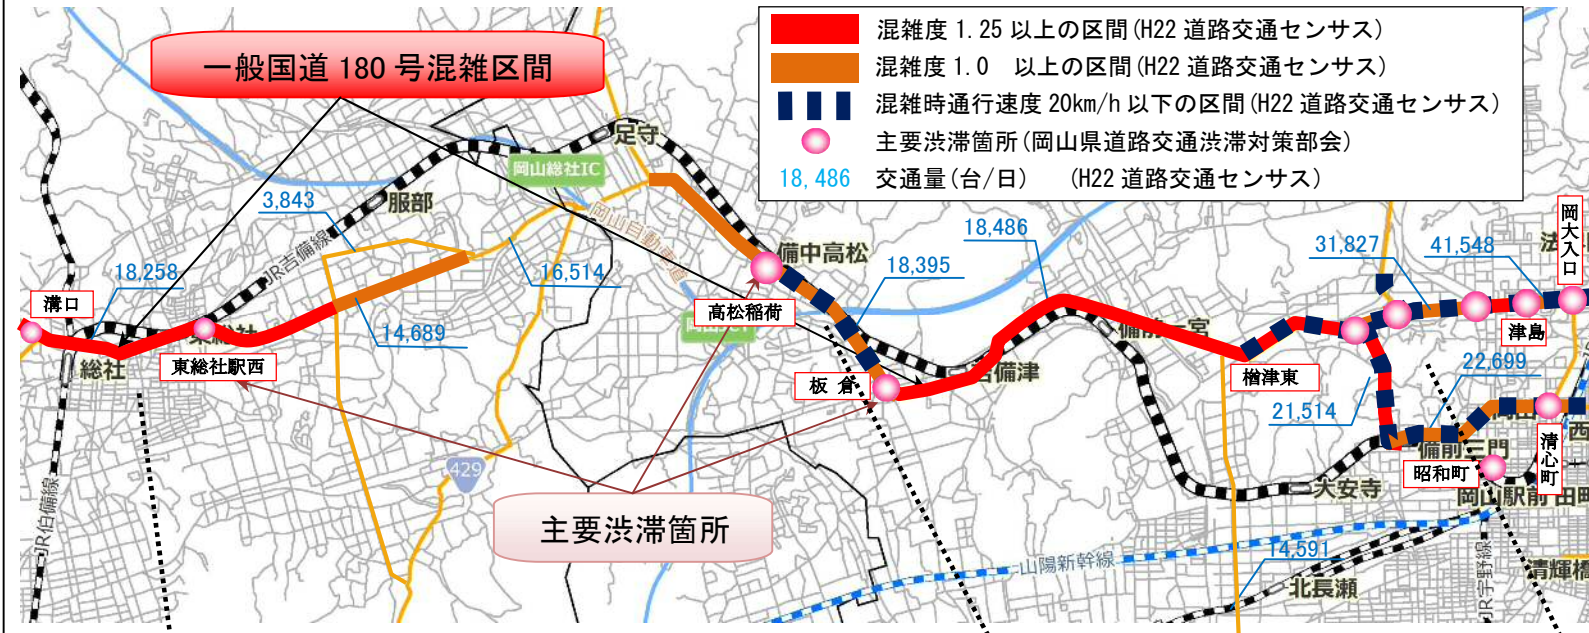 混雑度 1.25 以上の区間(H22 道路交通センサス)
混雑度 1.0 以上の区間(H22 道路交通センサス)
混雑時通行速度 20km/h 以下の区間(H22 道路交通センサス)
主要渋滞箇所(岡山県道路交通渋滞対策部会)
18,486 交通量(台/日) (H22 道路交通センサス)
一般国道 180 号混雑区間
足守
岡山総社IC
服部
3,843
JR吉備線
岡山自動車道
16,514
18,258
溝口
14,689
東総社
総社
東総社駅西
備中高松
18,395
高松稲荷
18,486
板 倉
吉備津
備前一宮
31,827
41,548
岡大入口
法
津島
楢津東
22,699
21,514
備前三門
昭和町
清心町
西
岡山駅前
田町
大安寺
429
主要渋滞箇所
JR伯備線
山陽新幹線
14,591
北長瀬
JR宇野線
清輝橋